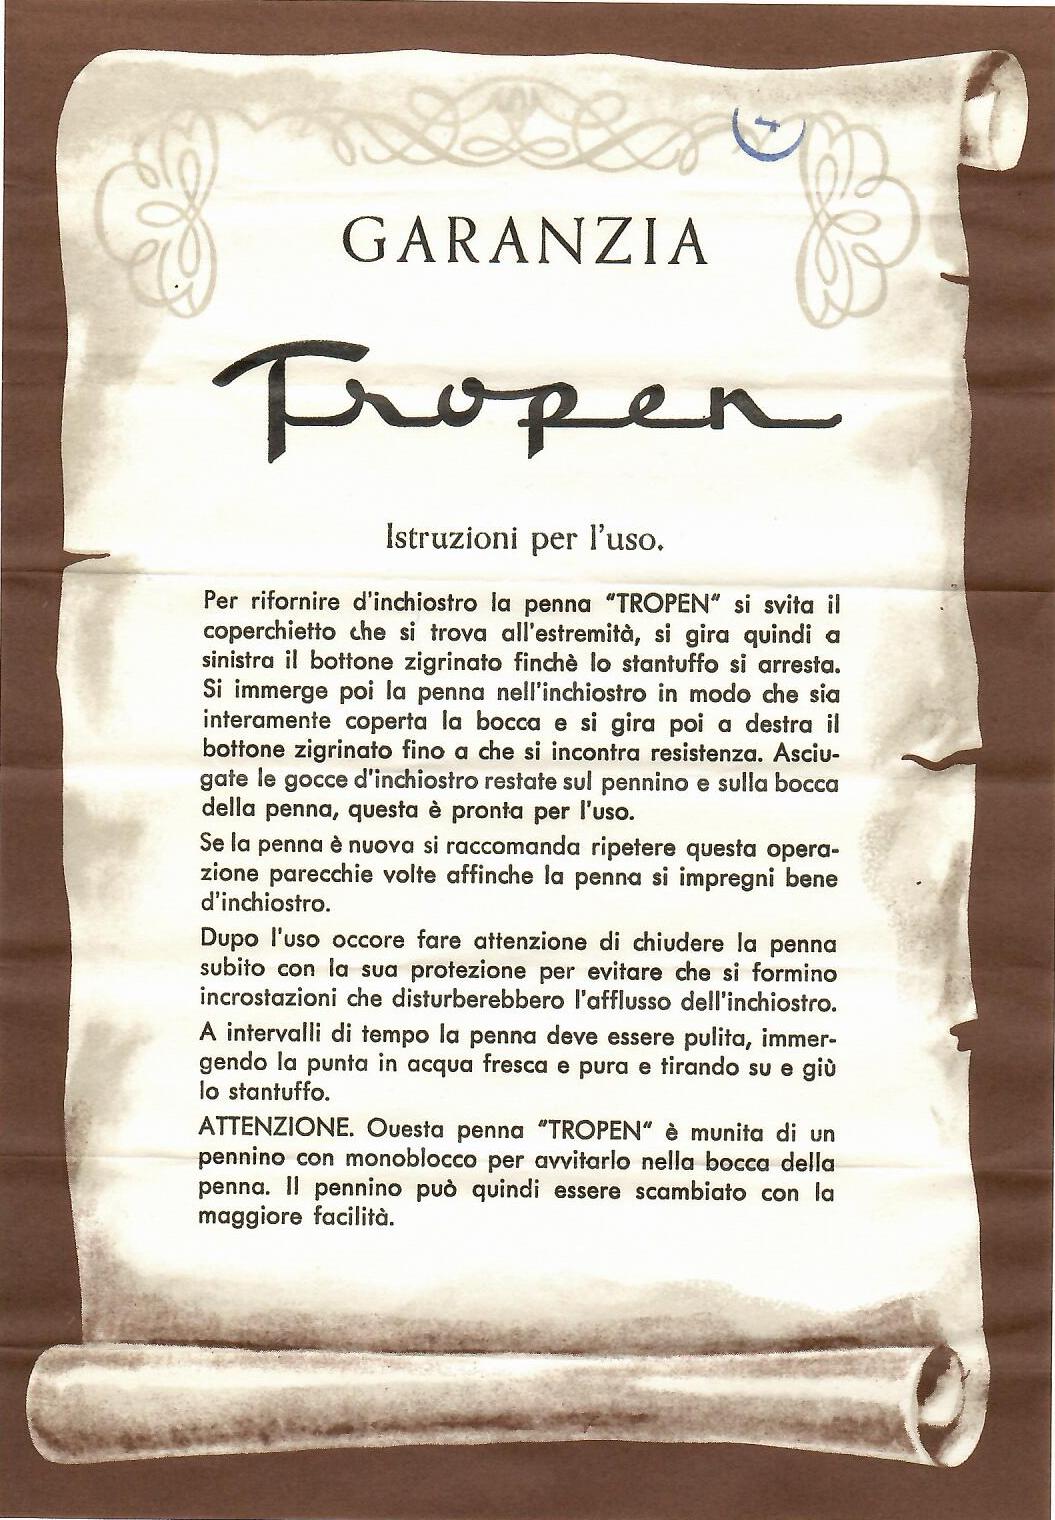 4
GARANZIA
Tropen
Istruzioni per l'uso.
Per rifornire d'inchiostro la penna "TROPEN" si svita il
coperchietto che si trova all'estremità, si gira quindi a
sinistra il bottone zigrinato finchè lo stantuffo si arresta.
Si immerge poi la penna nell'inchiostro in modo che sia
interamente coperta la bocca e si gira poi a destra il
bottone zigrinato fino a che si incontra resistenza. Asciu-
gate le gocce d'inchiostro restate sul pennino e sulla bocca
della penna, questa è pronta per l'uso.
Se la penna è nuova si raccomanda ripetere questa opera-
zione parecchie volte affinche la penna si impregni bene
d'inchiostro.
Dupo l'uso occore fare attenzione di chiudere la penna
subito con la sua protezione per evitare che si formino
incrostazioni che disturberebbero l'afflusso dell'inchiostro.
A intervalli di tempo la penna deve essere pulita, immer-
gendo la punta in acqua fresca e pura e tirando su e giù
lo stantuffo.
ATTENZIONE. Ouesta penna "TROPEN" è munita di un
pennino con monoblocco per avvitarlo nella bocca della
penna. Il pennino può quindi essere scambiato con la
maggiore facilità.